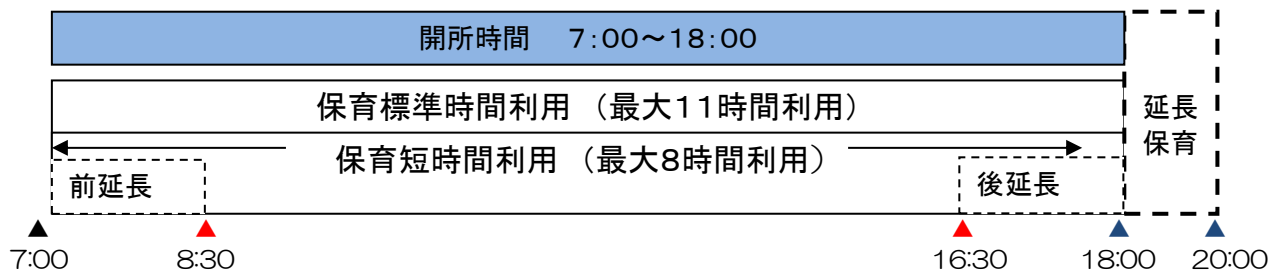 開所時間　7：00～18：00
保育標準時間利用 （最大11時間利用）
延長
保育
保育短時間利用 （最大8時間利用）
前延長
後延長
7:00
8:30
16:30
18:00
20:00